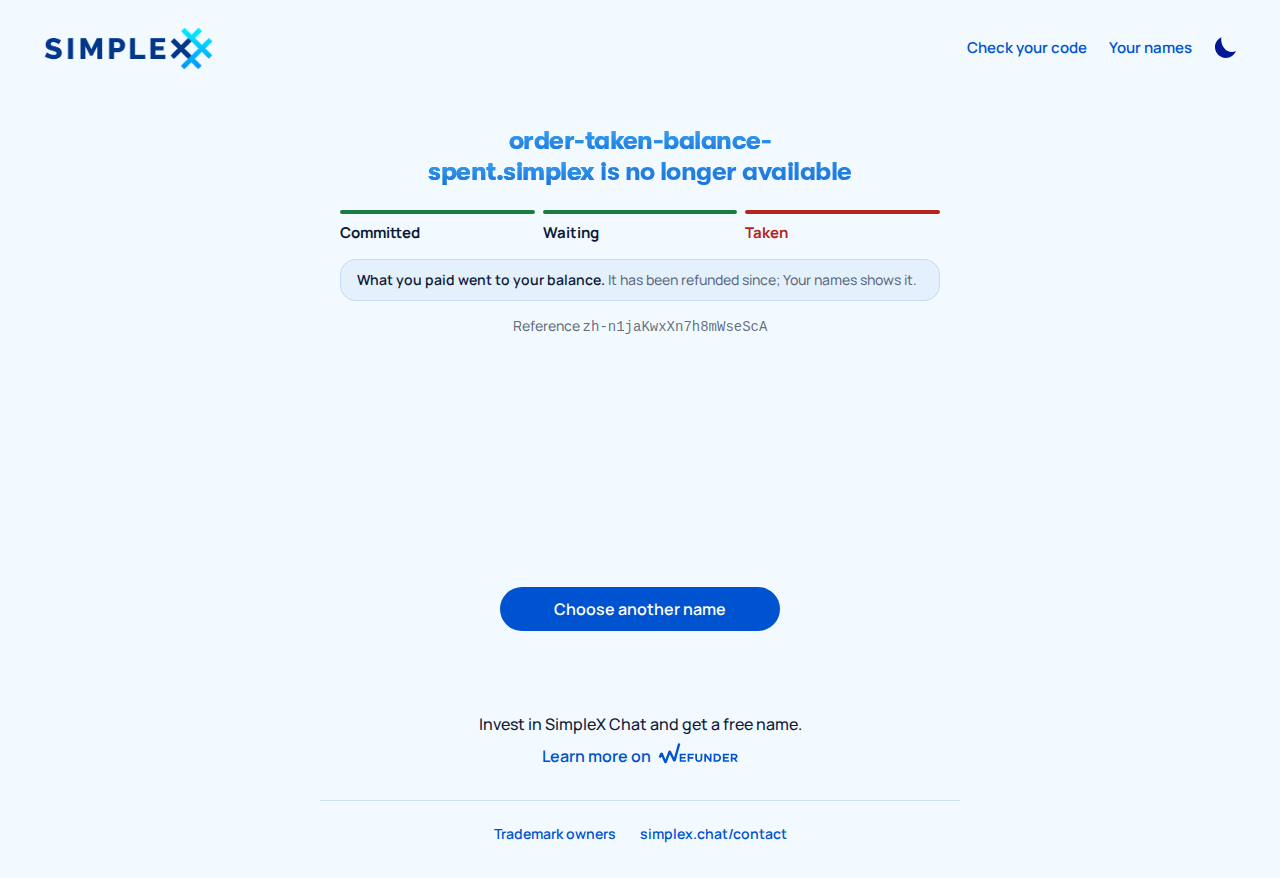 SIMPLEX
Check your code
Your names
order-taken-balance-
spent.simplex is no longer available
Committed
Waiting
Taken
What you paid went to your balance. It has been refunded since; Your names shows it.
Reference zh-n1jaKwxXn7h8mWseScA
Choose another name
Invest in SimpleX Chat and get a free name.
Learn more on WEFUNDER
Trademark owners
simplex.chat/contact